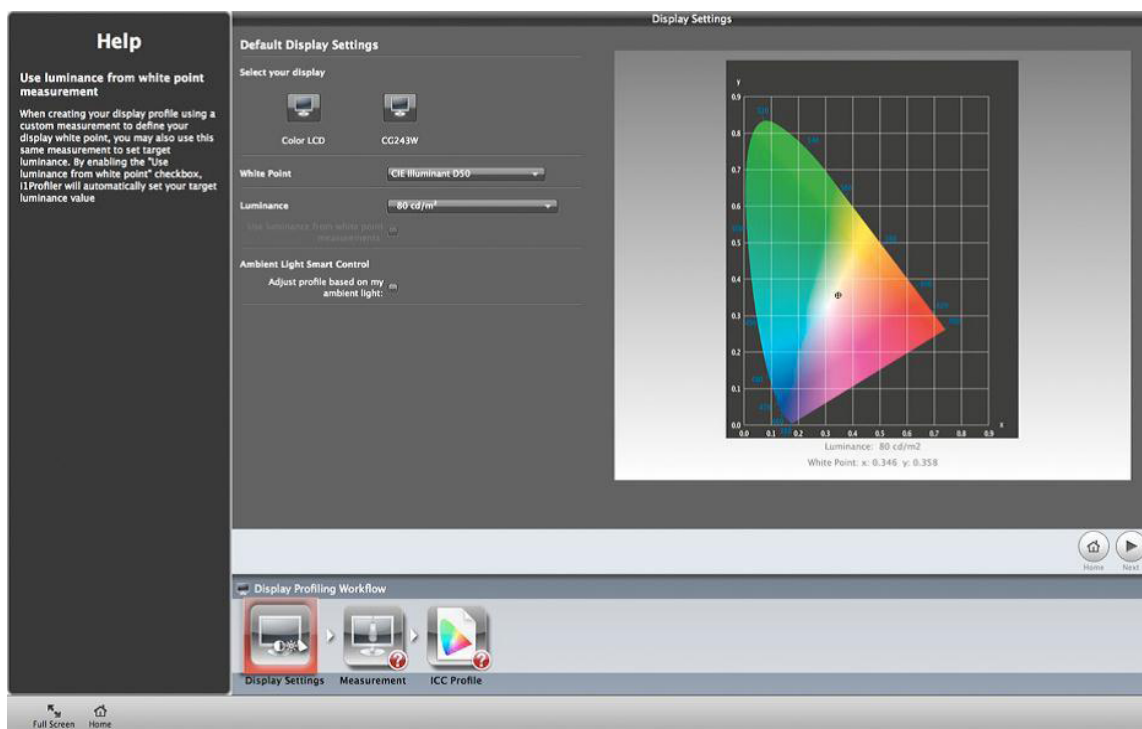 Display Settings
Help
Use luminance from white point
measurement
When creating your display profile using a
custom measurement to define your
display white point, you may also use this
same measurement to set target
luminance. By enabling the "Use
luminance from white point" checkbox,
i1Profiler will automatically set your target
luminance value
Default Display Settings
Select your display
Color LCD
CG243W
White Point
CIE Illuminant D50
Luminance
80 cd/m²
Use luminance from white point
measurements:
Ambient Light Smart Control
Adjust profile based on my
ambient light:
y
0.9
0.8
0.7
0.6
0.5
0.4
0.3
0.2
0.1
0.0
0.0 0.1 0.2 0.3 0.4 0.5 0.6 0.7 0.8 0.9 x
Luminance: 80 cd/m2
White Point: x: 0.346 y: 0.358
Home
Next
Display Profiling Workflow
Display Settings
Measurement
ICC Profile
Full Screen
Home